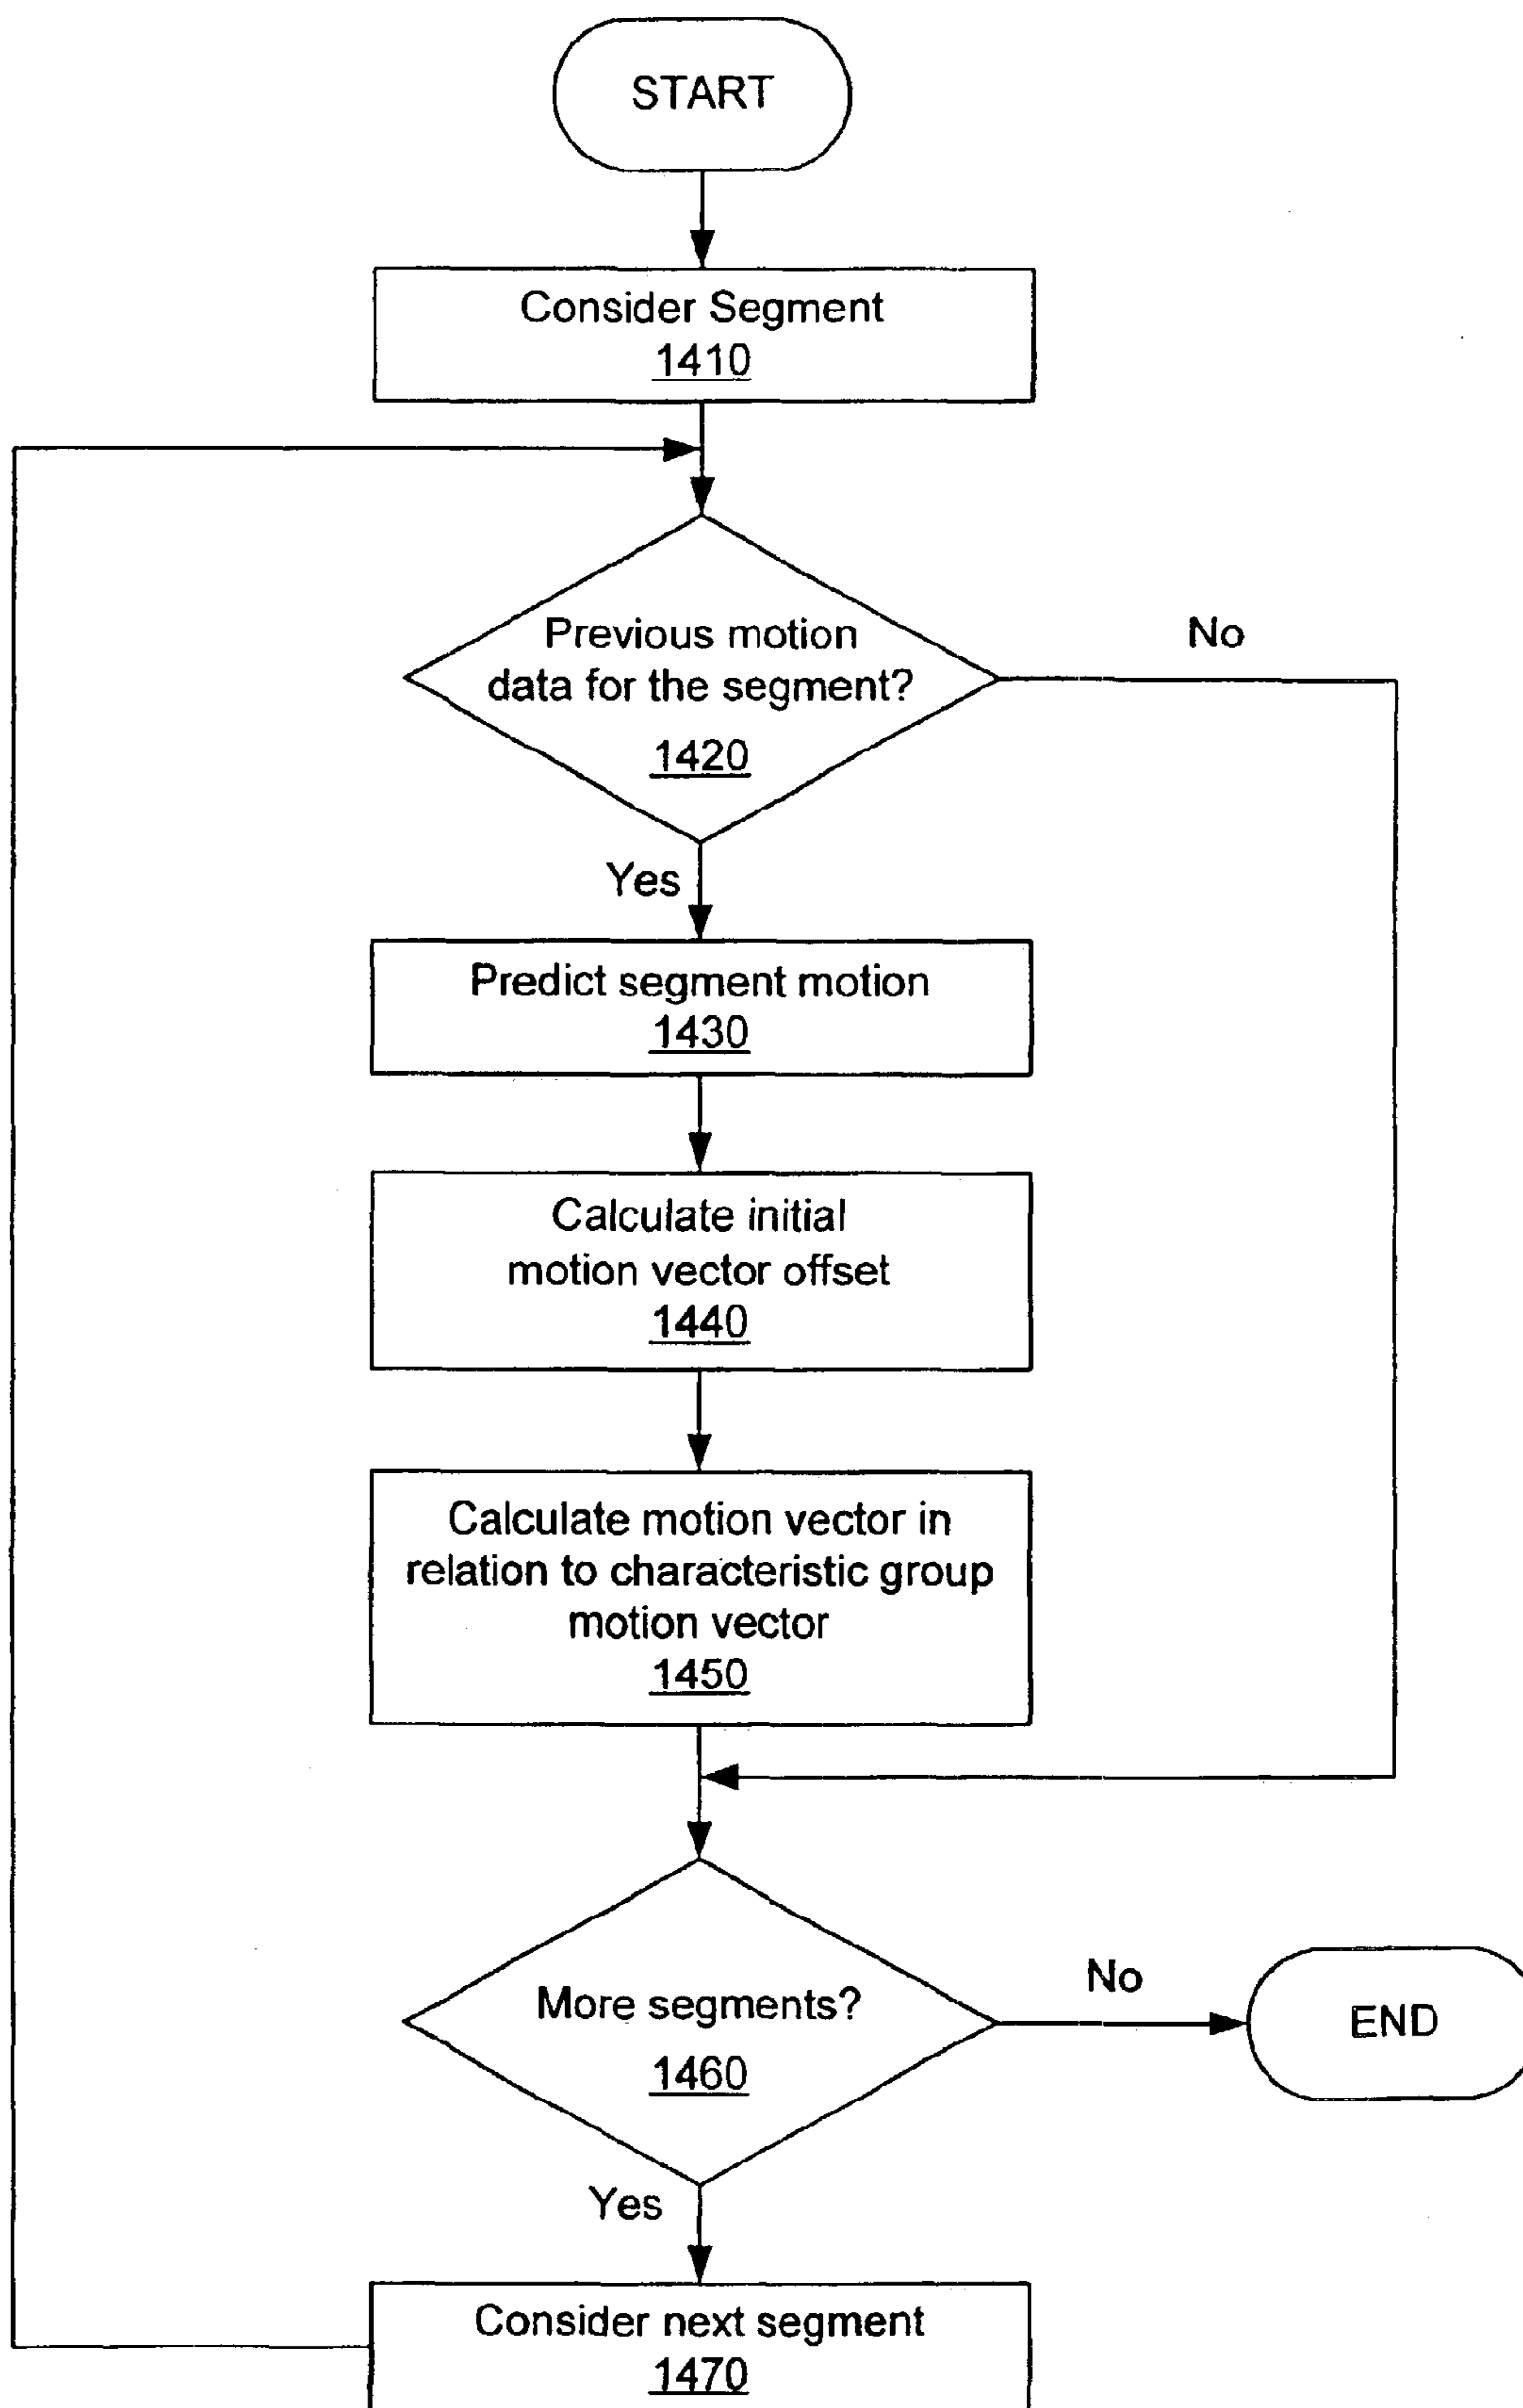 START
Consider Segment
1410
Previous motion
data for the segment?
1420
No
Yes
Predict segment motion
1430
Calculate initial
motion vector offset
1440
Calculate motion vector in
relation to characteristic group
motion vector
1450
More segments?
1460
No
END
Yes
Consider next segment
1470